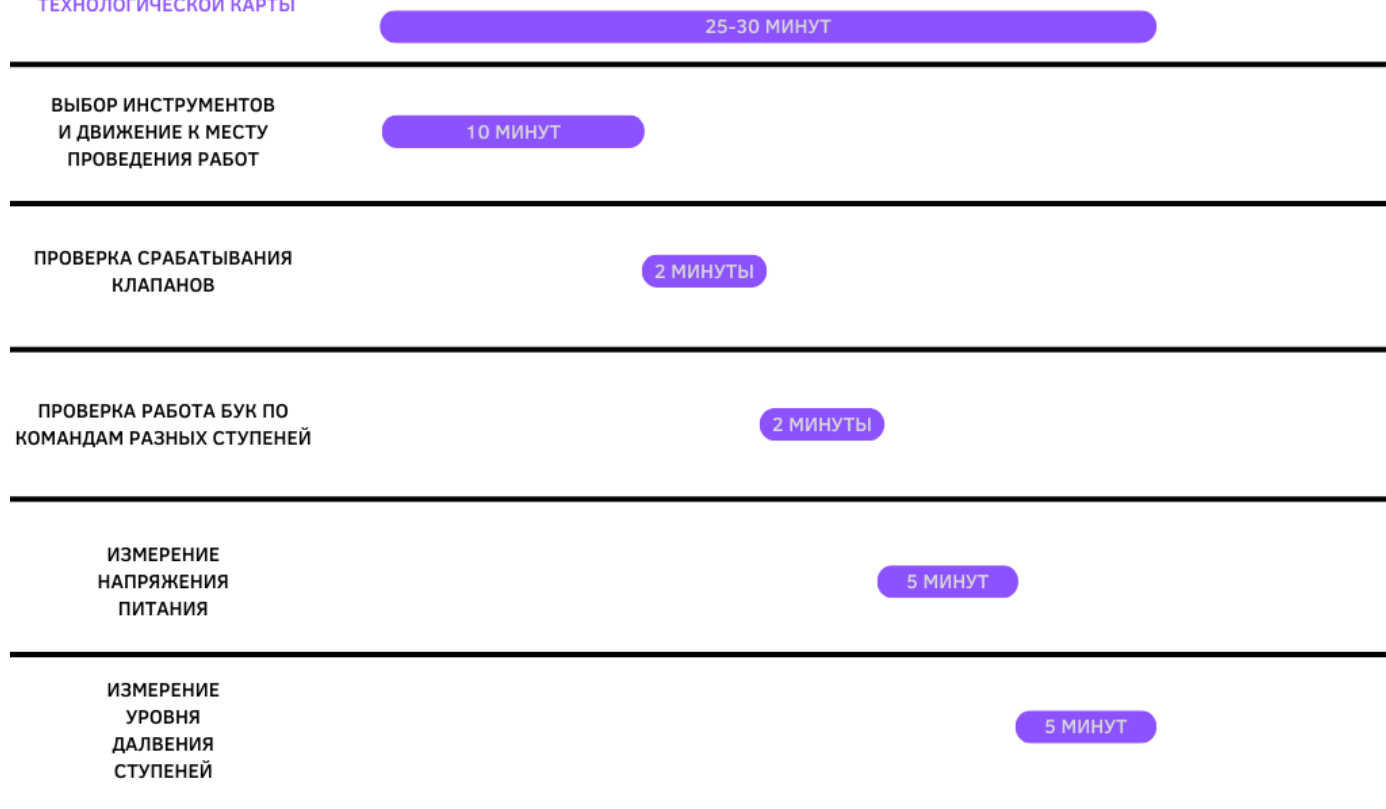 ТЕХНОЛОГИЧЕСКОЙ КАРТЫ
25-30 МИНУТ
ВЫБОР ИНСТРУМЕНТОВ
И ДВИЖЕНИЕ К МЕСТУ
ПРОВЕДЕНИЯ РАБОТ
10 МИНУТ
ПРОВЕРКА СРАБАТЫВАНИЯ
КЛАПАНОВ
2 МИНУТЫ
ПРОВЕРКА РАБОТА БУК ПО
КОМАНДАМ РАЗНЫХ СТУПЕНЕЙ
2 МИНУТЫ
ИЗМЕРЕНИЕ
НАПРЯЖЕНИЯ
ПИТАНИЯ
5 МИНУТ
ИЗМЕРЕНИЕ
УРОВНЯ
ДАЛВЕНИЯ
СТУПЕНЕЙ
5 МИНУТ